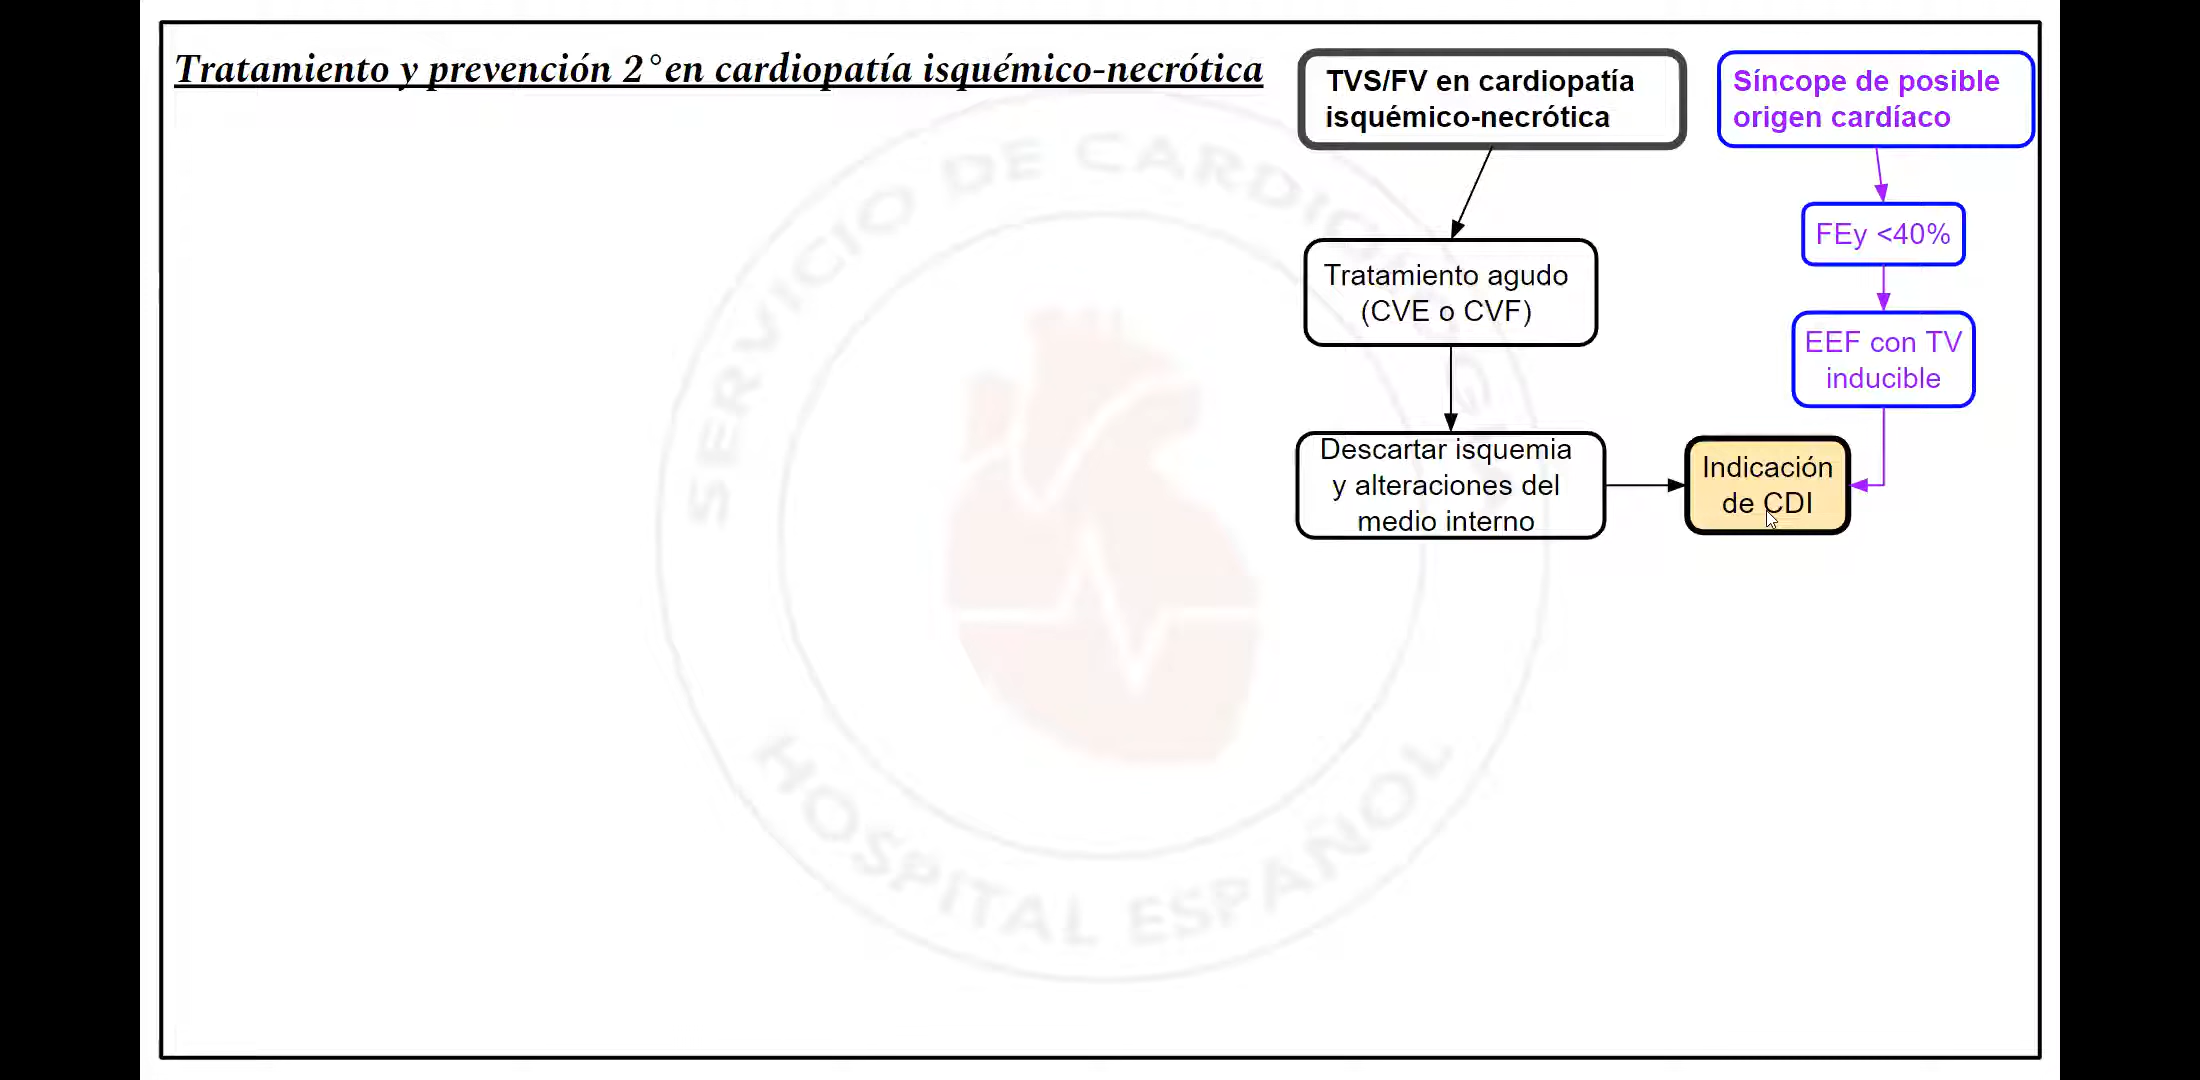 Tratamiento y prevención 2° en cardiopatía isquémico-necrótica
TVS/FV en cardiopatía
isquémico-necrótica
Síncope de posible
origen cardíaco
Tratamiento agudo
(CVE o CVF)
FEy <40%
EEF con TV
inducible
Descartar isquemia
y alteraciones del
medio interno
Indicación
de CDI
SERVICIO DE CARDIOLOGIA
HOSPITAL ESPAÑOL